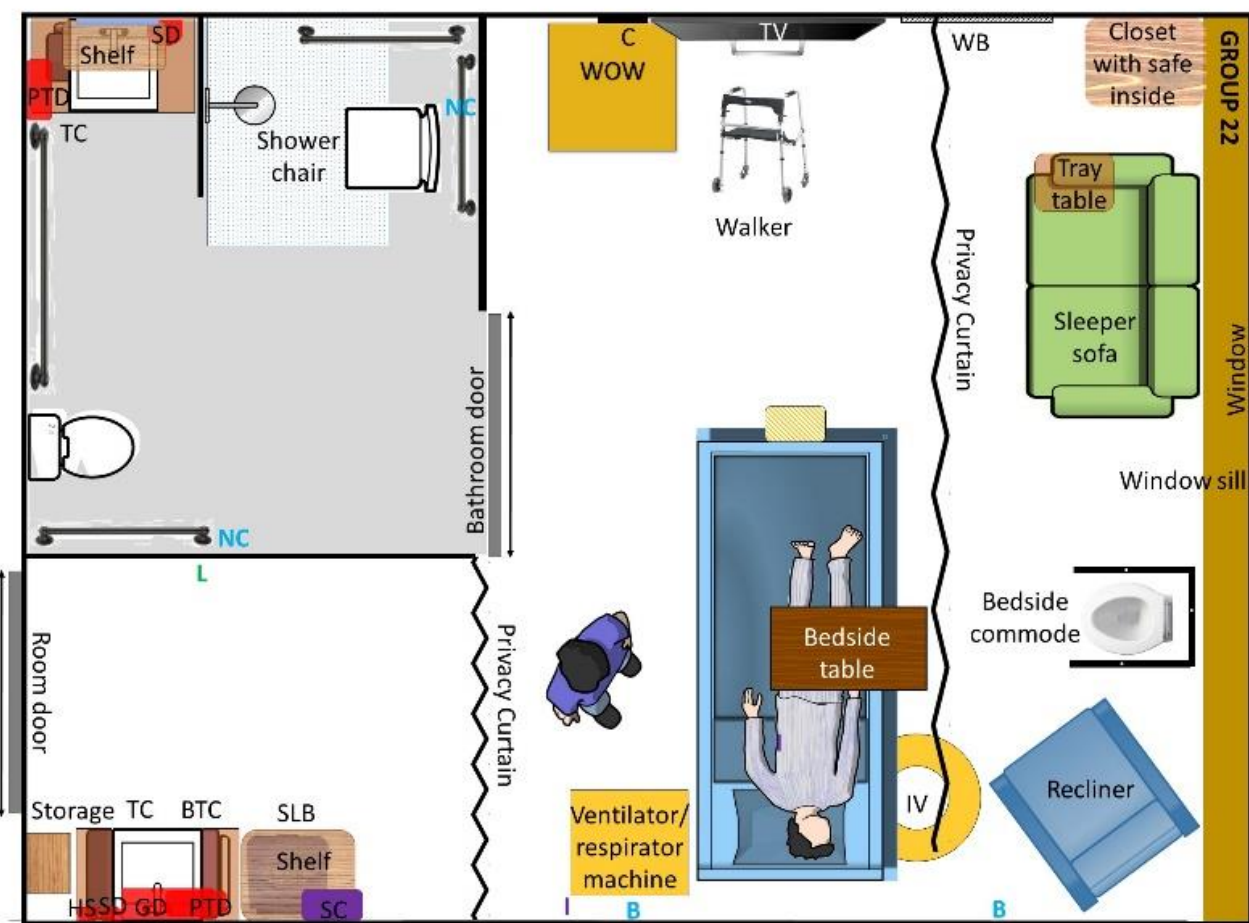 SD
Shelf
PTD
TC
Shower
chair
NC
C
WOW
TV
WB
Closet
with safe
inside
GROUP 22
Walker
Privacy Curtain
Tray
table
Sleeper
sofa
Window
Window sill
Bathroom door
NC
L
Room door
Privacy Curtain
Bedside
table
Bedside
commode
Storage
TC
BTC
SLB
Shelf
HS
SD
GD
PTD
SC
Ventilator/
respirator
machine
I
B
IV
Recliner
B